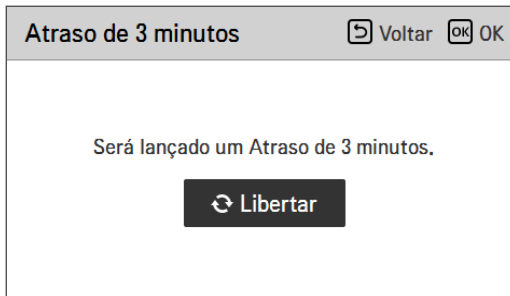 Atraso de 3 minutos Voltar OK OK
Será lançado um Atraso de 3 minutos.
Libertar